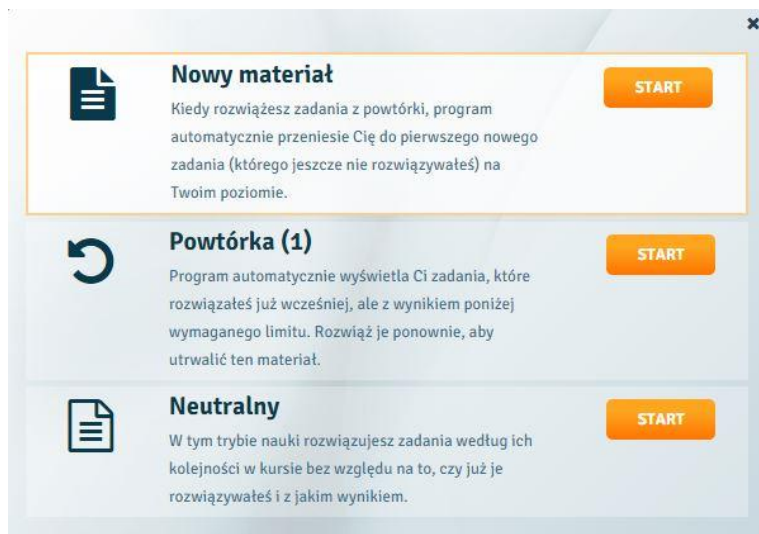 Nowy materiał
START
Kiedy rozwiążesz zadania z powtórki, program
automatycznie przeniesie Cię do pierwszego nowego
zadania (którego jeszcze nie rozwiązywałeś) na
Twoim poziomie.
Powtórka (1)
START
Program automatycznie wyświetla Ci zadania, które
rozwiązałeś już wcześniej, ale z wynikiem poniżej
wymaganego limitu. Rozwiąż je ponownie, aby
utrwalić ten materiał.
Neutralny
START
W tym trybie nauki rozwiązujesz zadania według ich
kolejności w kursie bez względu na to, czy już je
rozwiązywałeś i z jakim wynikiem.